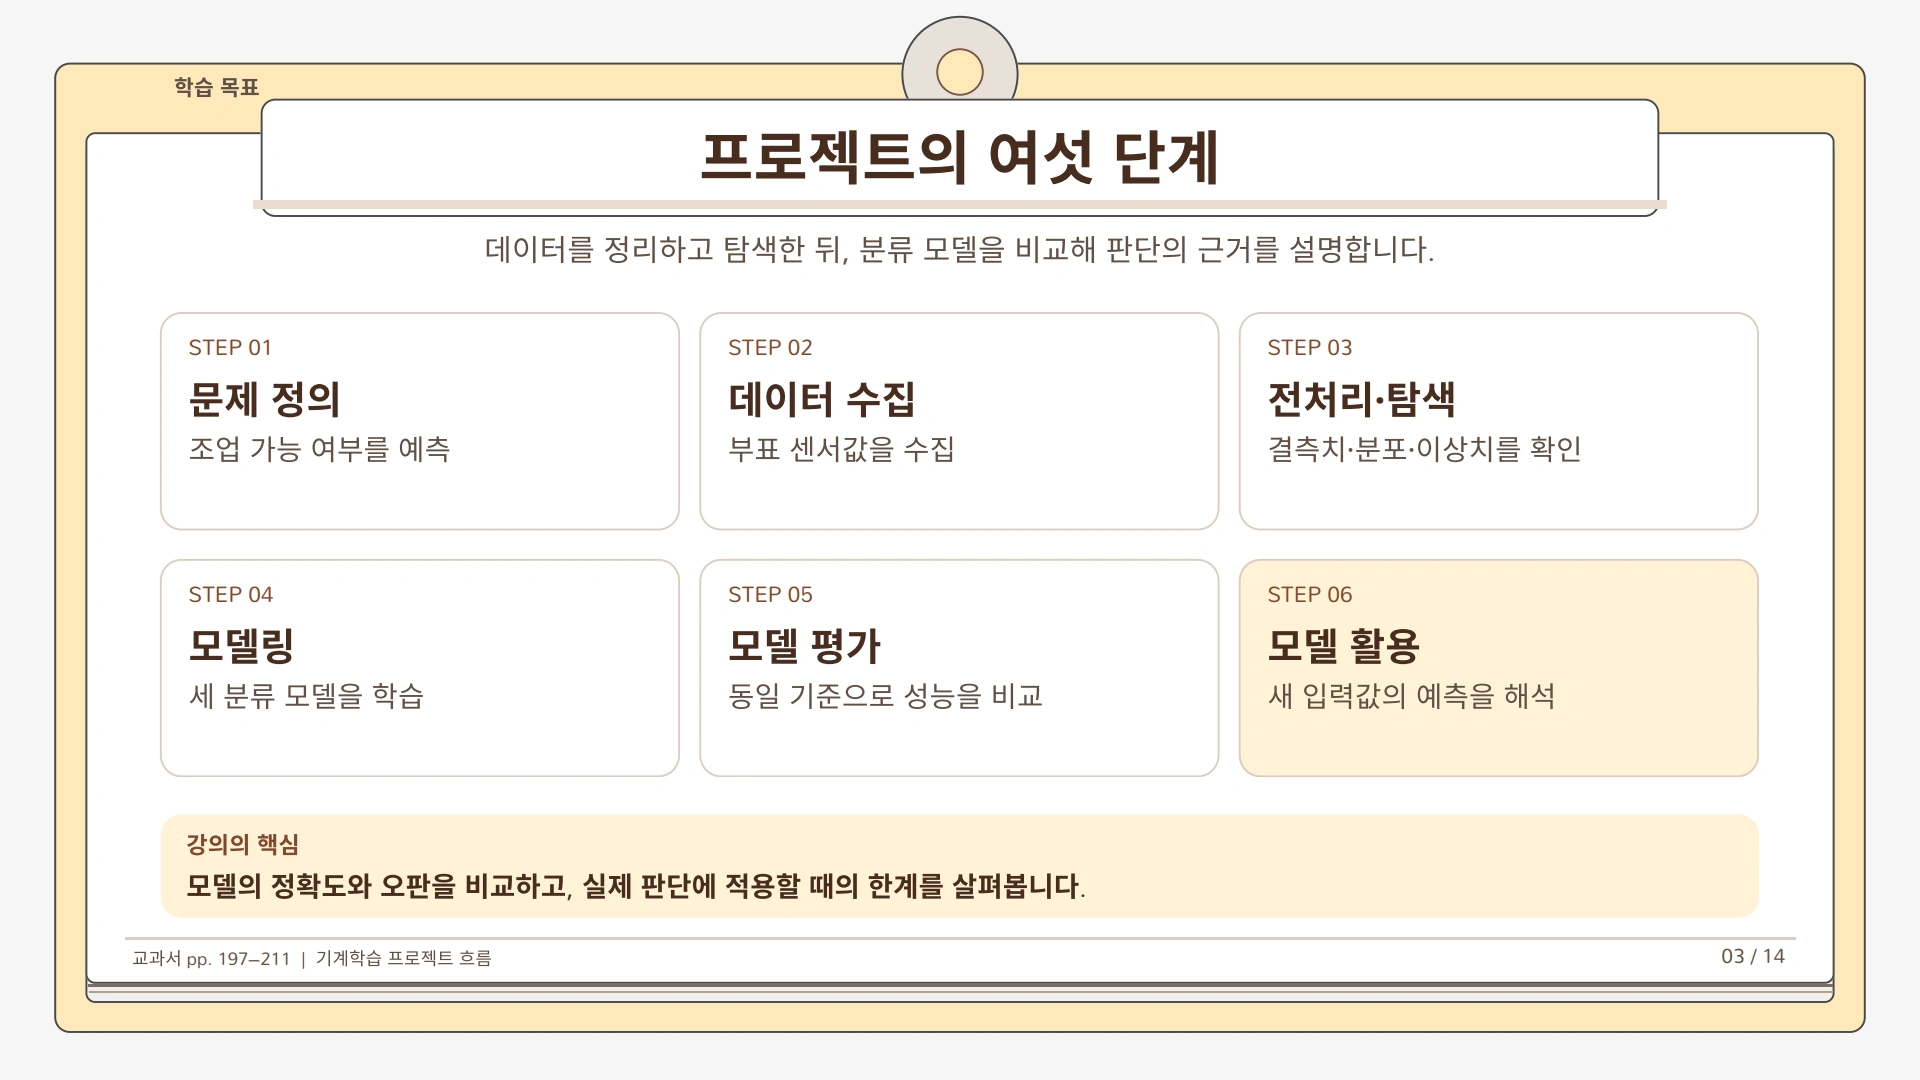 학습 목표
프로젝트의 여섯 단계
데이터를 정리하고 탐색한 뒤, 분류 모델을 비교해 판단의 근거를 설명합니다.
STEP 01
문제 정의
조업 가능 여부를 예측
STEP 02
데이터 수집
부표 센서값을 수집
STEP 03
전처리·탐색
결측치·분포·이상치를 확인
STEP 04
모델링
세 분류 모델을 학습
STEP 05
모델 평가
동일 기준으로 성능을 비교
STEP 06
모델 활용
새 입력값의 예측을 해석
강의의 핵심
모델의 정확도와 오판을 비교하고, 실제 판단에 적용할 때의 한계를 살펴봅니다.
교과서 pp. 197–211 | 기계학습 프로젝트 흐름
03 / 14